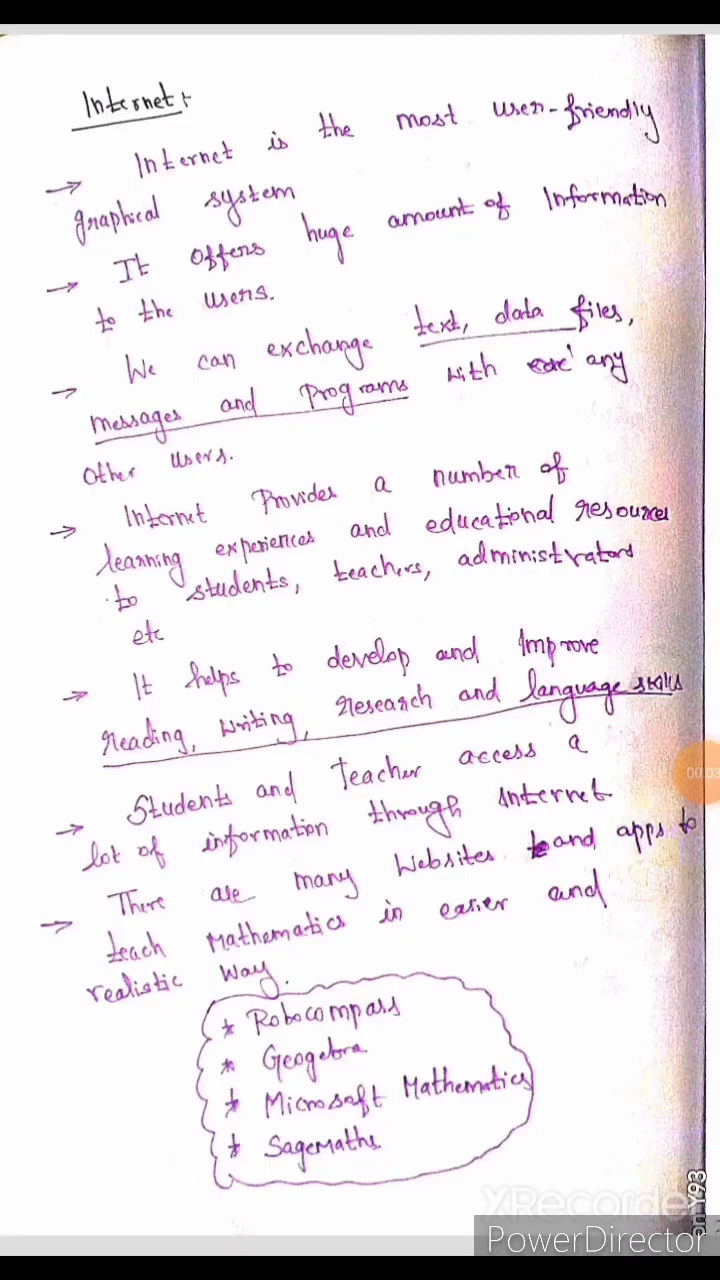 Internet:-
→ Internet is the most user-friendly
graphical system
→ It offers huge amount of Information
to the users.
→ We can exchange text, data files,
messages and programs with any
other users.
→ Internet Provides a number of
learning experiences and educational resources
to students, teachers, administrators
etc
→ It helps to develop and Improve
reading, writing, research and language skills
→ Students and Teacher access a
lot of information through Internet
→ There are many Websites and apps to
teach Mathematics in easier and
realistic way.
* Robocompass
* Geogebra
* Microsoft Mathematics
* Sagemaths
00:03
XRecorder
PowerDirector